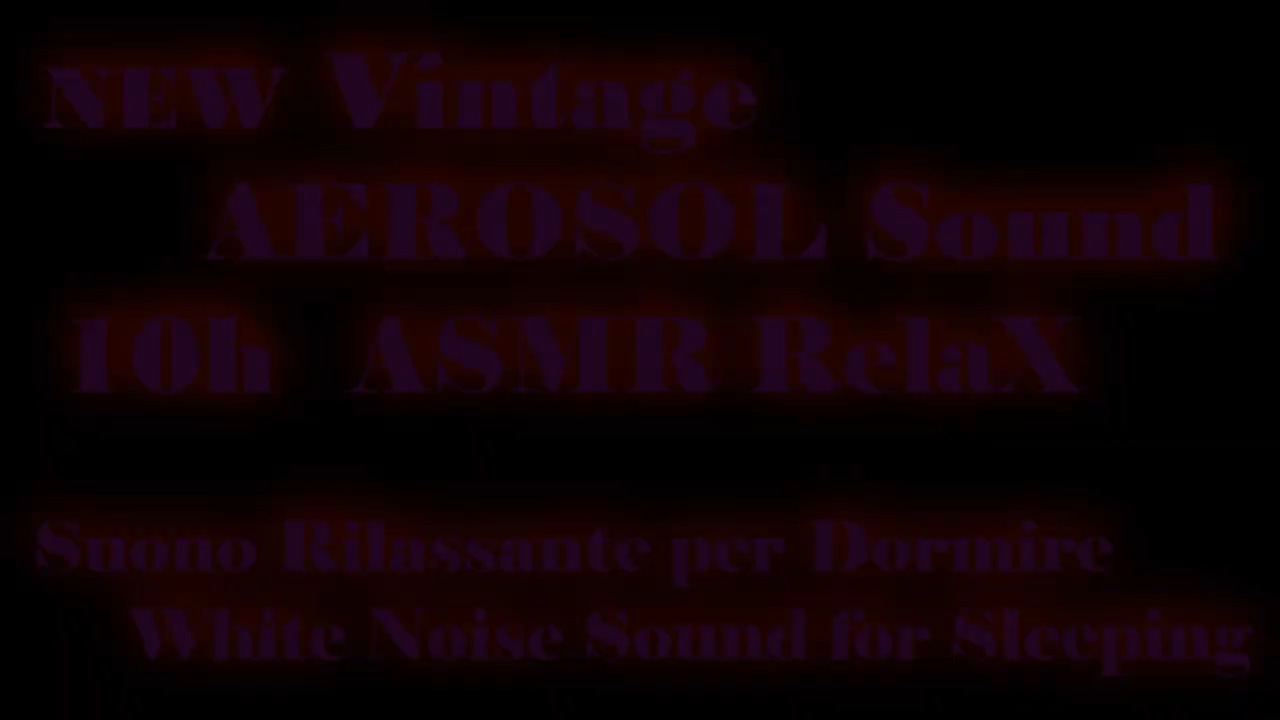 NEW Vintage
AEROSOL Sound
10h ASMR RelaX
Suono Rilassante per Dormire
White Noise Sound for Sleeping